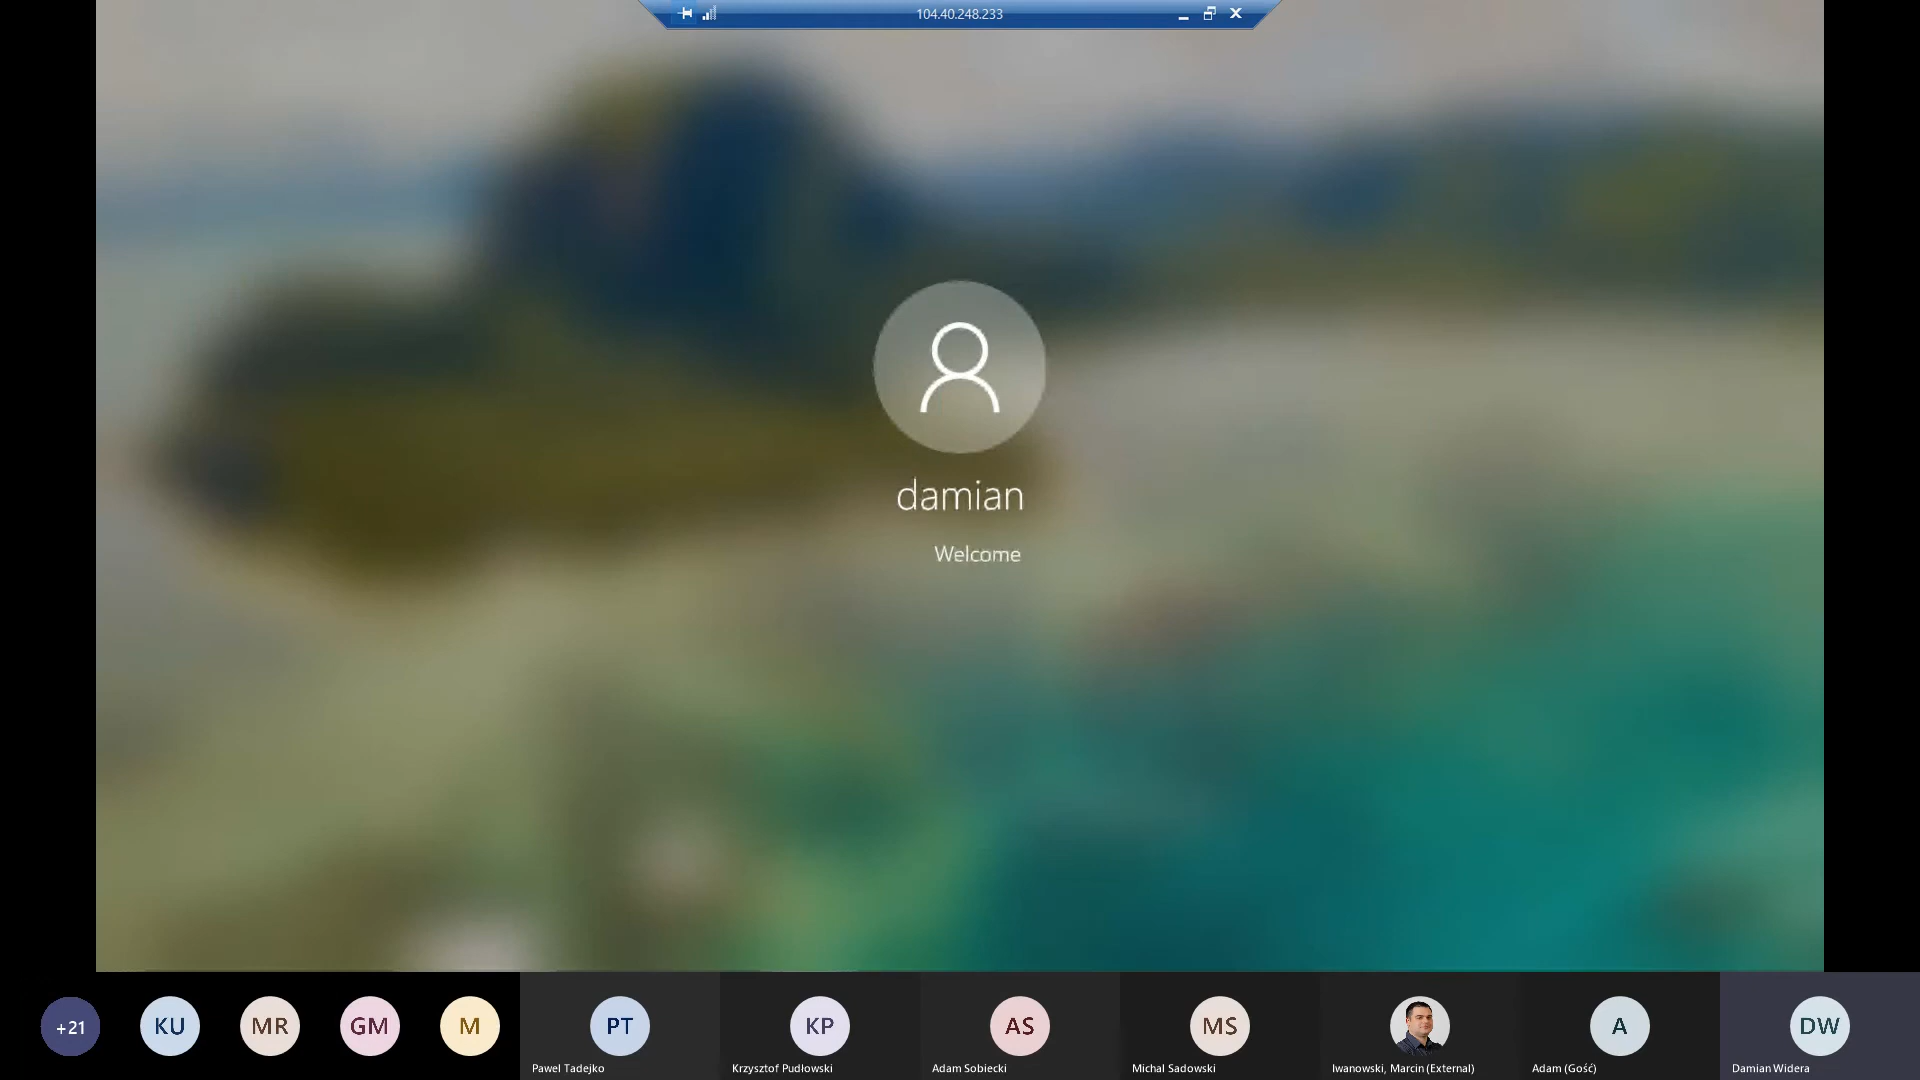 104.40.248.233
damian
Welcome
+21
KU
MR
GM
M
PT
KP
AS
MS
A
DW
Pawel Tadejko
Krzysztof Pudłowski
Adam Sobiecki
Michal Sadowski
Iwanowski, Marcin (External)
Adam (Gość)
Damian Widera